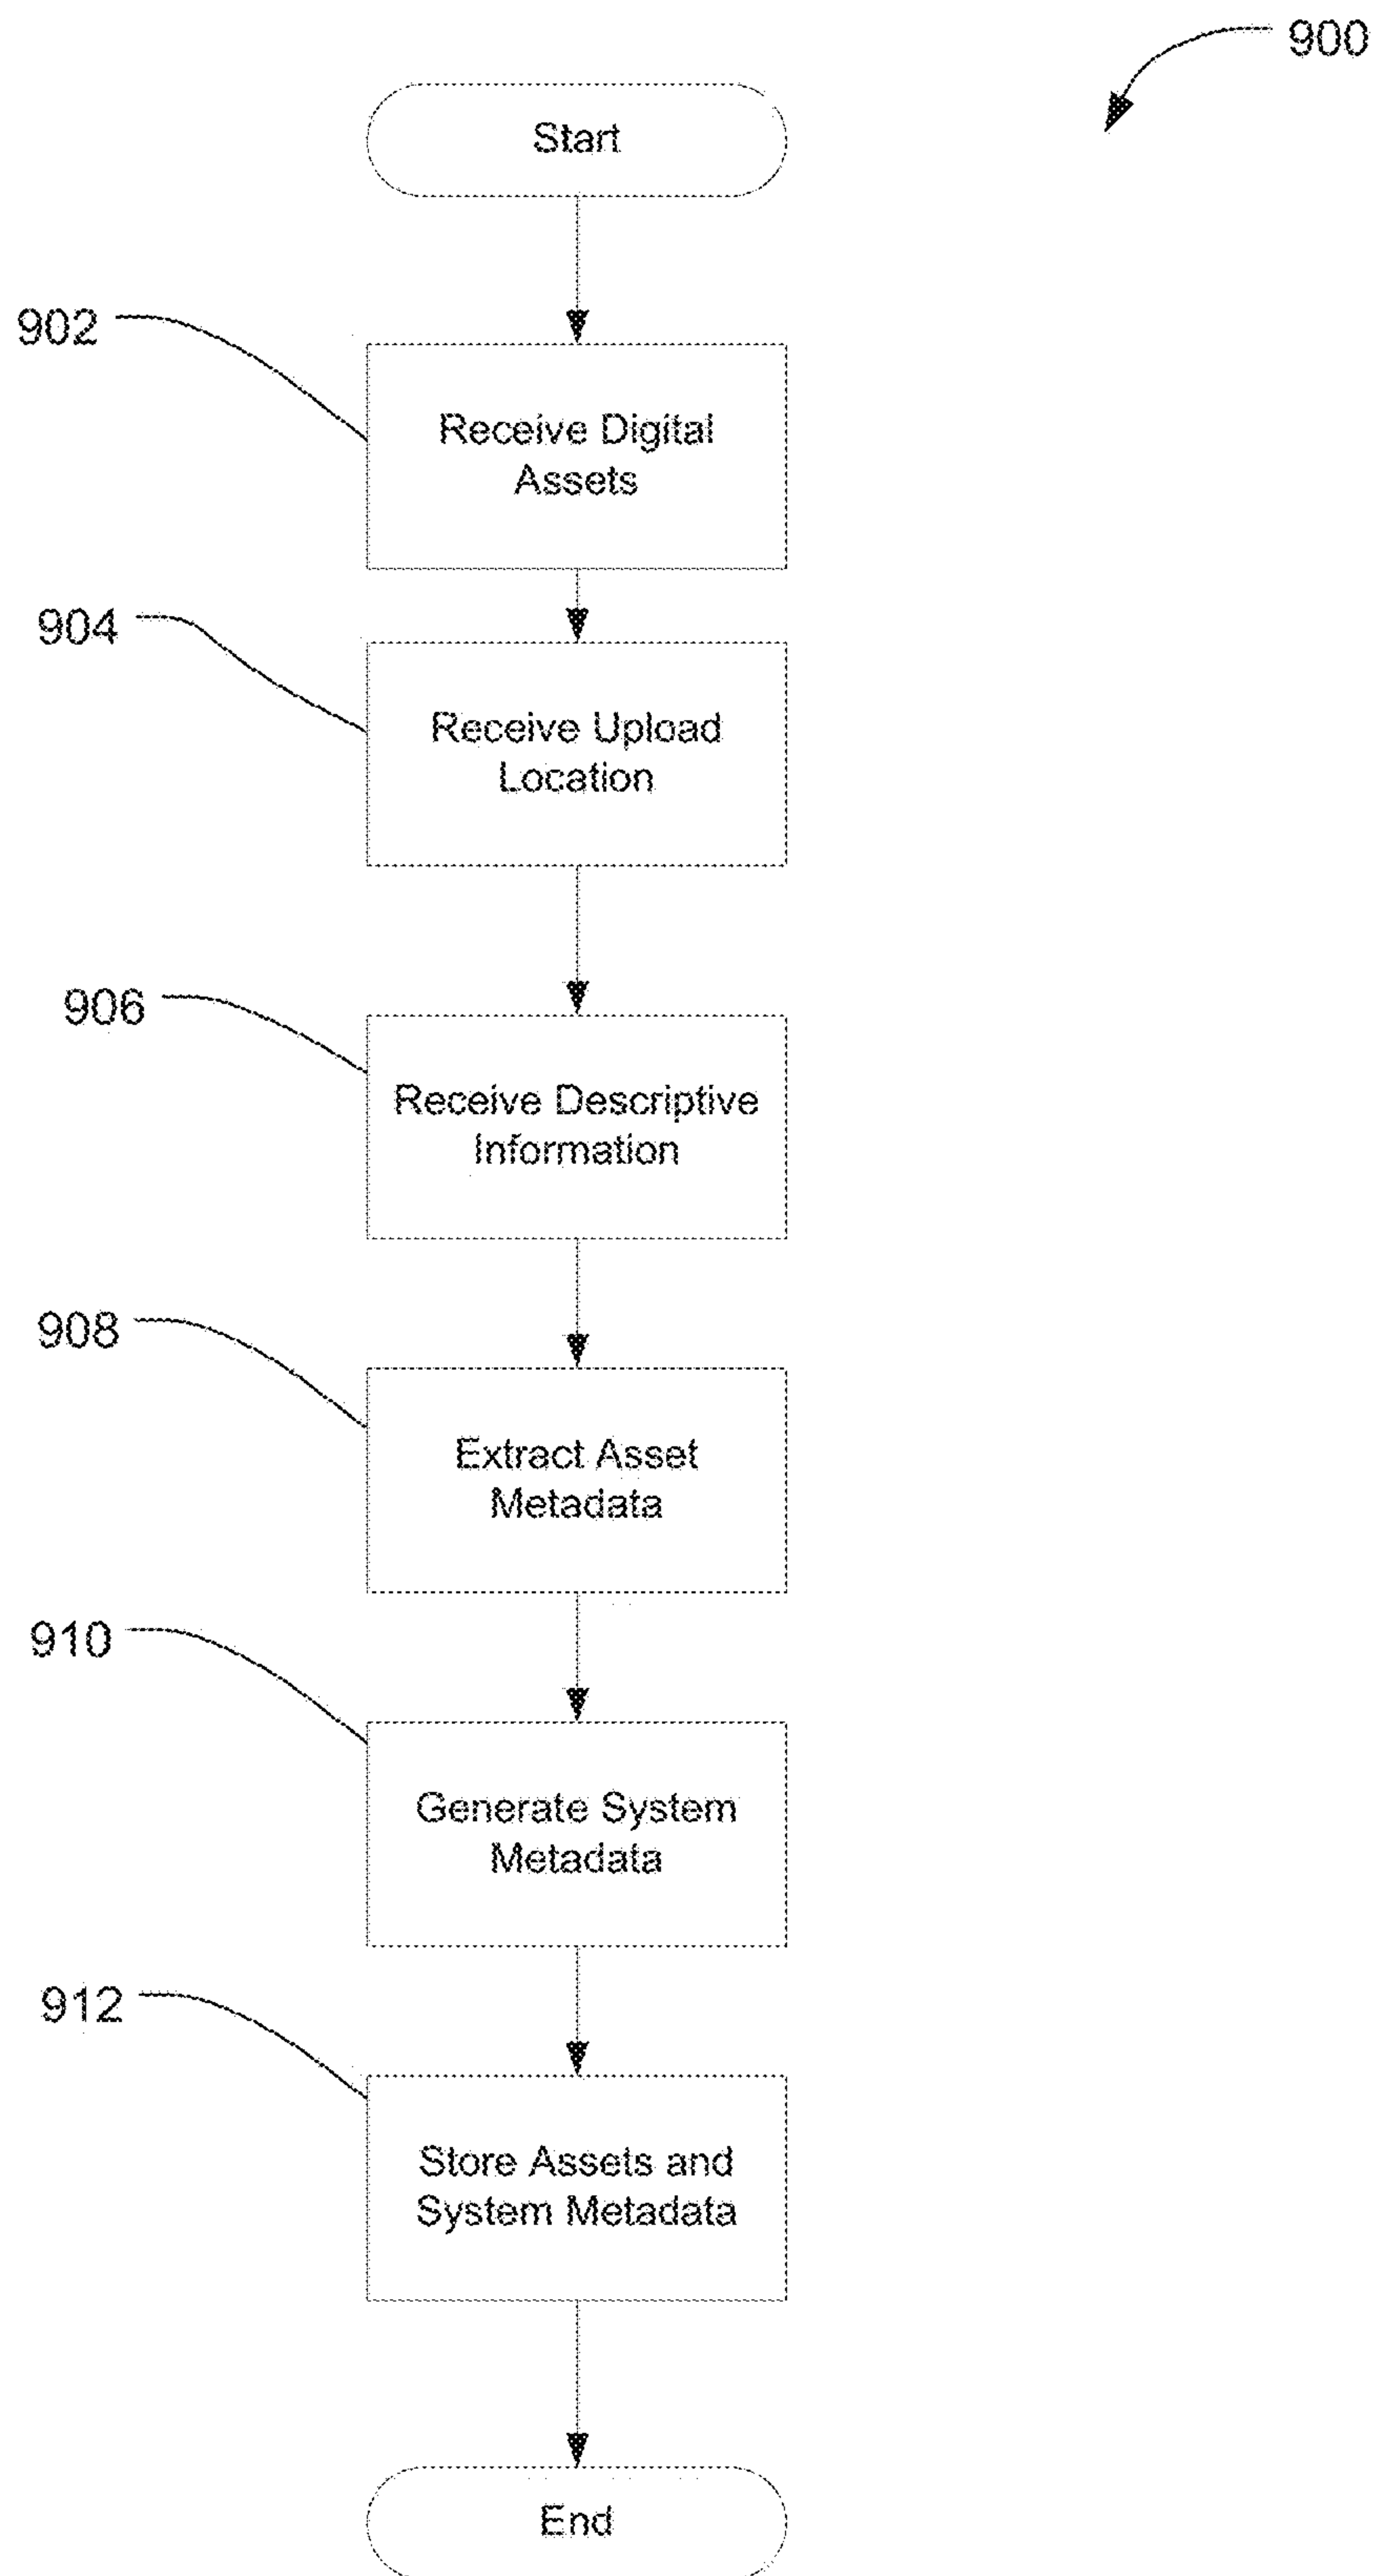 900
Start
902
Receive Digital
Assets
904
Receive Upload
Location
906
Receive Descriptive
Information
908
Extract Asset
Metadata
910
Generate System
Metadata
912
Store Assets and
System Metadata
End